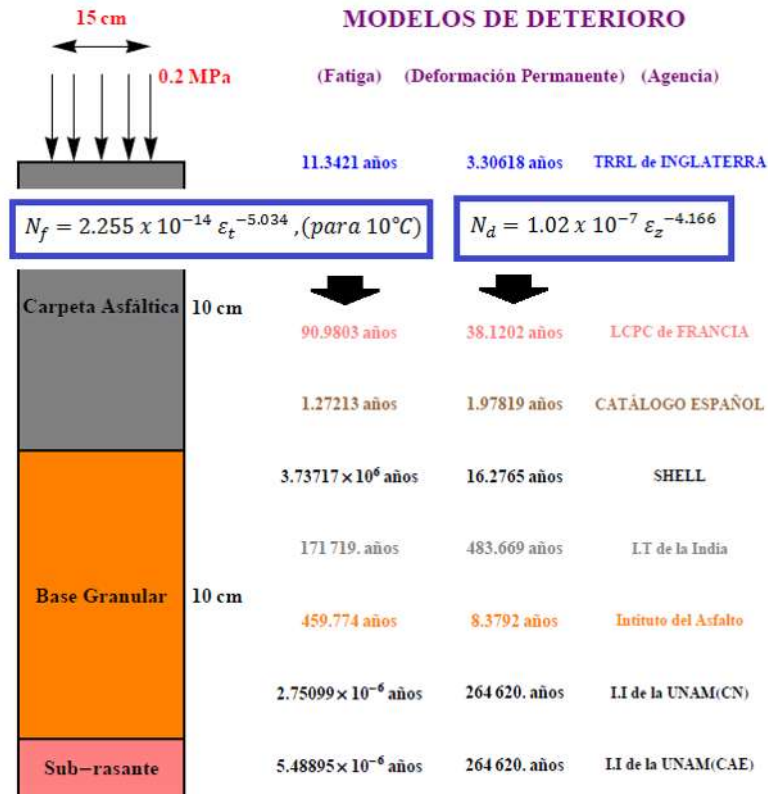 15 cm
MODELOS DE DETERIORO
0.2 MPa
(Fatiga) (Deformación Permanente) (Agencia)
11.3421 años 3.30618 años TRRL de INGLATERRA
N_f = 2.255 x 10^{-14} ε_t^{-5.034} ,(para 10°C)
N_d = 1.02 x 10^{-7} ε_z^{-4.166}
Carpeta Asfáltica 10 cm
90.9803 años 38.1202 años LCPC de FRANCIA
1.27213 años 1.97819 años CATÁLOGO ESPAÑOL
3.73717 × 10^6 años 16.2765 años SHELL
171 719. años 483.669 años I.T de la India
Base Granular 10 cm
459.774 años 8.3792 años Intituto del Asfalto
2.75099 × 10^{-6} años 264 620. años I.I de la UNAM(CN)
Sub-rasante
5.48895 × 10^{-6} años 264 620. años I.I de la UNAM(CAE)